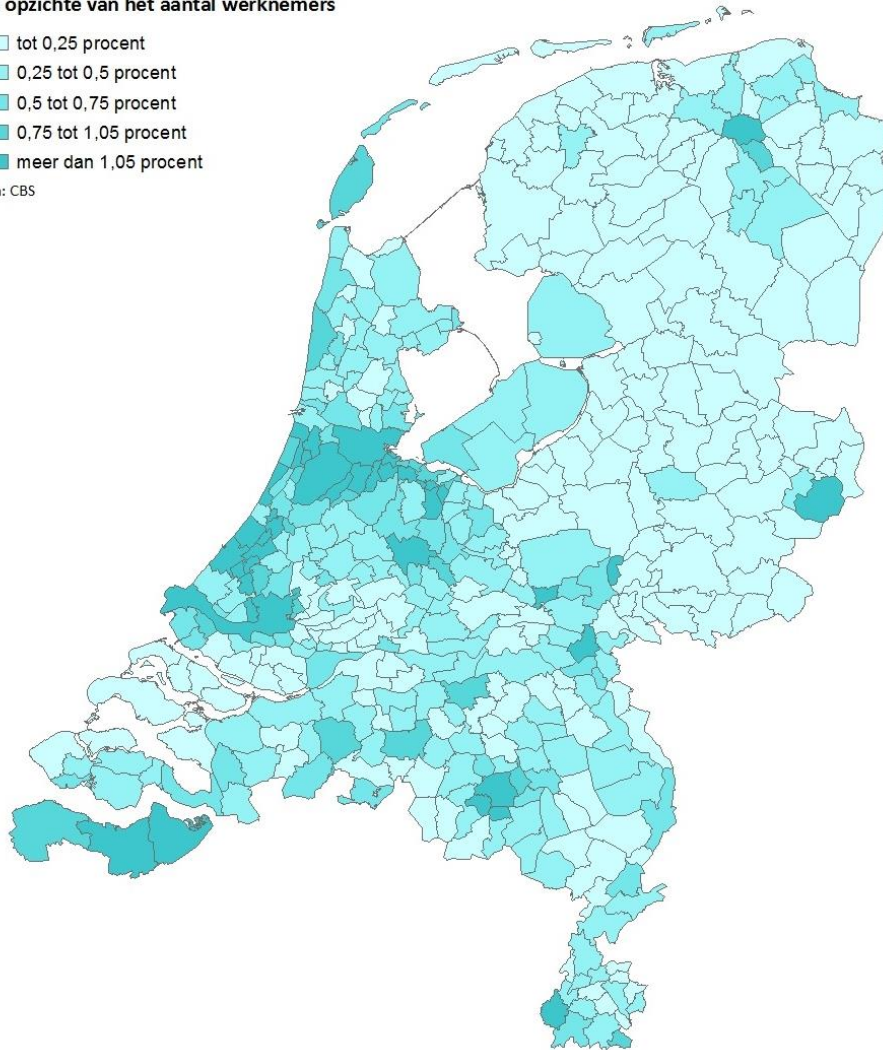 opzichte van het aantal werknemers
tot 0,25 procent
0,25 tot 0,5 procent
0,5 tot 0,75 procent
0,75 tot 1,05 procent
meer dan 1,05 procent
: CBS